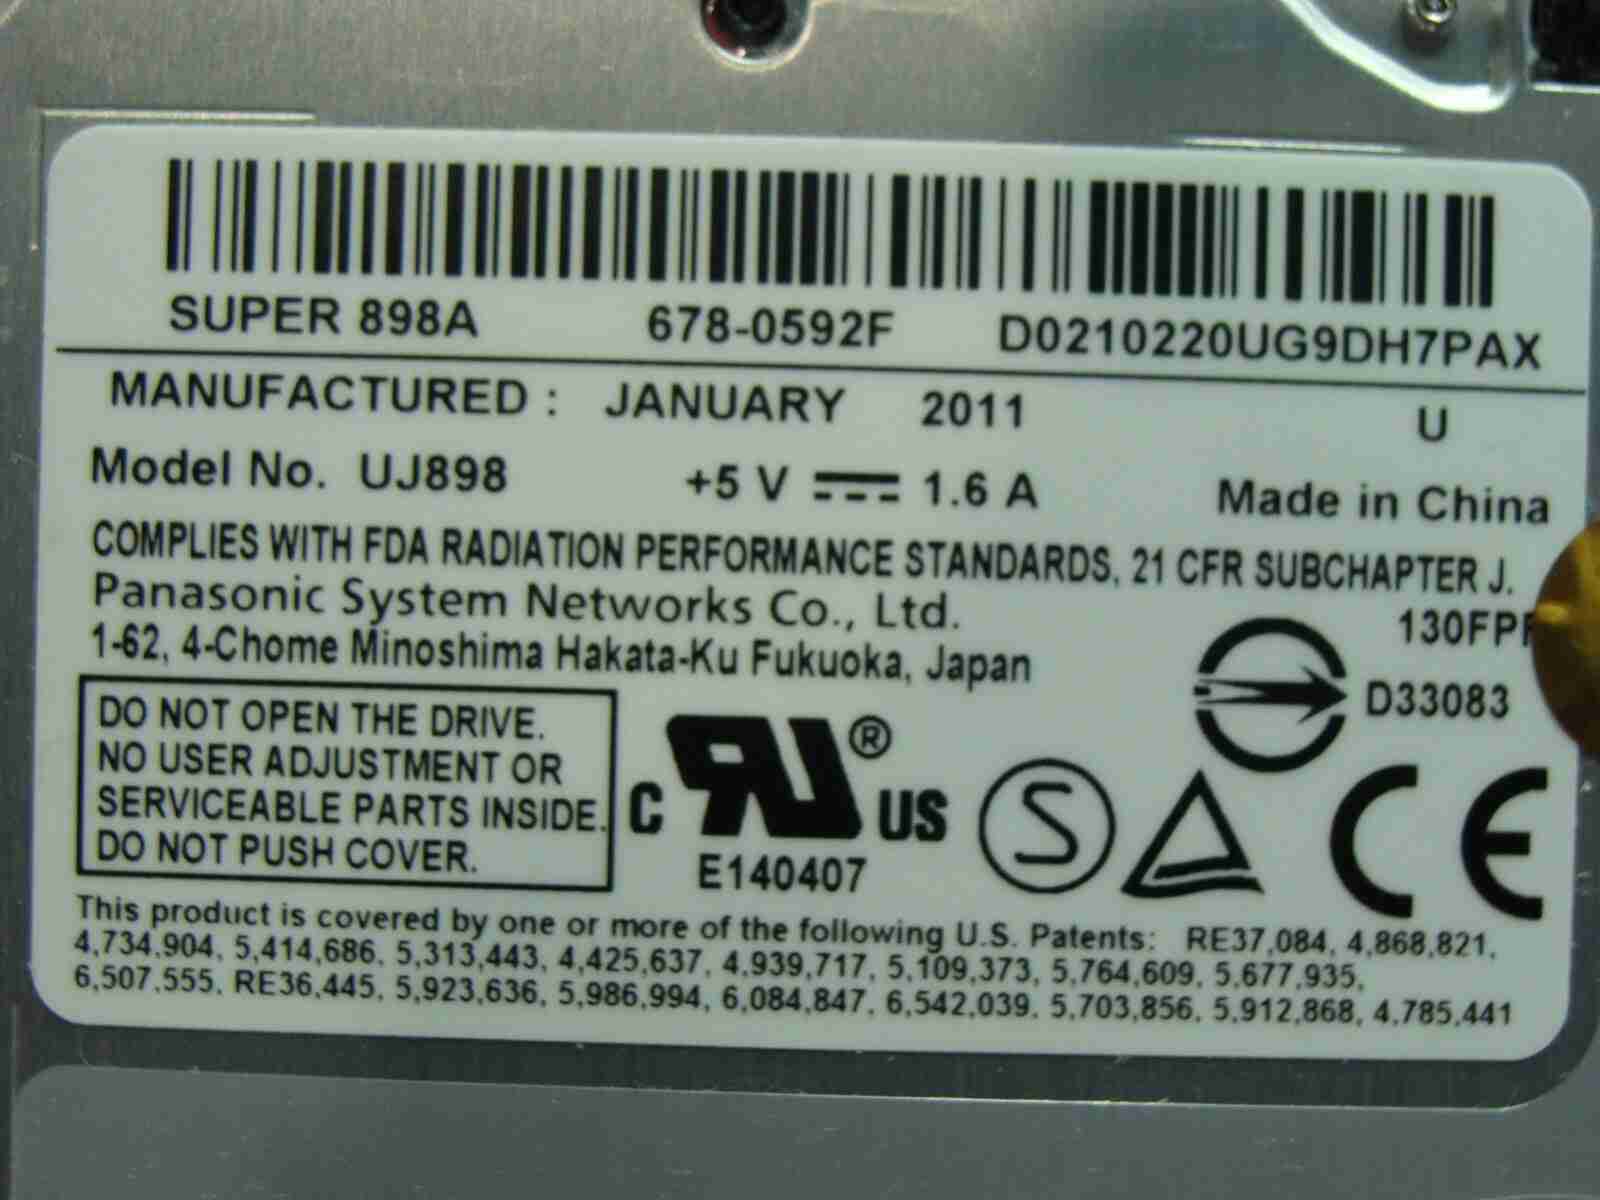 SUPER 898A 678-0592F D0210220UG9DH7PAX
MANUFACTURED : JANUARY 2011 U
Model No. UJ898 +5 V 1.6 A Made in China
COMPLIES WITH FDA RADIATION PERFORMANCE STANDARDS, 21 CFR SUBCHAPTER J.
Panasonic System Networks Co., Ltd.
1-62, 4-Chome Minoshima Hakata-Ku Fukuoka, Japan
D33083
DO NOT OPEN THE DRIVE.
NO USER ADJUSTMENT OR
SERVICEABLE PARTS INSIDE.
DO NOT PUSH COVER.
C RU ® US
E140407
S
CE
This product is covered by one or more of the following U.S. Patents: RE37,084, 4,868,821,
4,734,904, 5,414,686, 5,313,443, 4,425,637, 4,939,717, 5,109,373, 5,764,609, 5,677,935,
6,507,555, RE36,445, 5,923,636, 5,986,994, 6,084,847, 6,542,039, 5,703,856, 5,912,868, 4,785,441